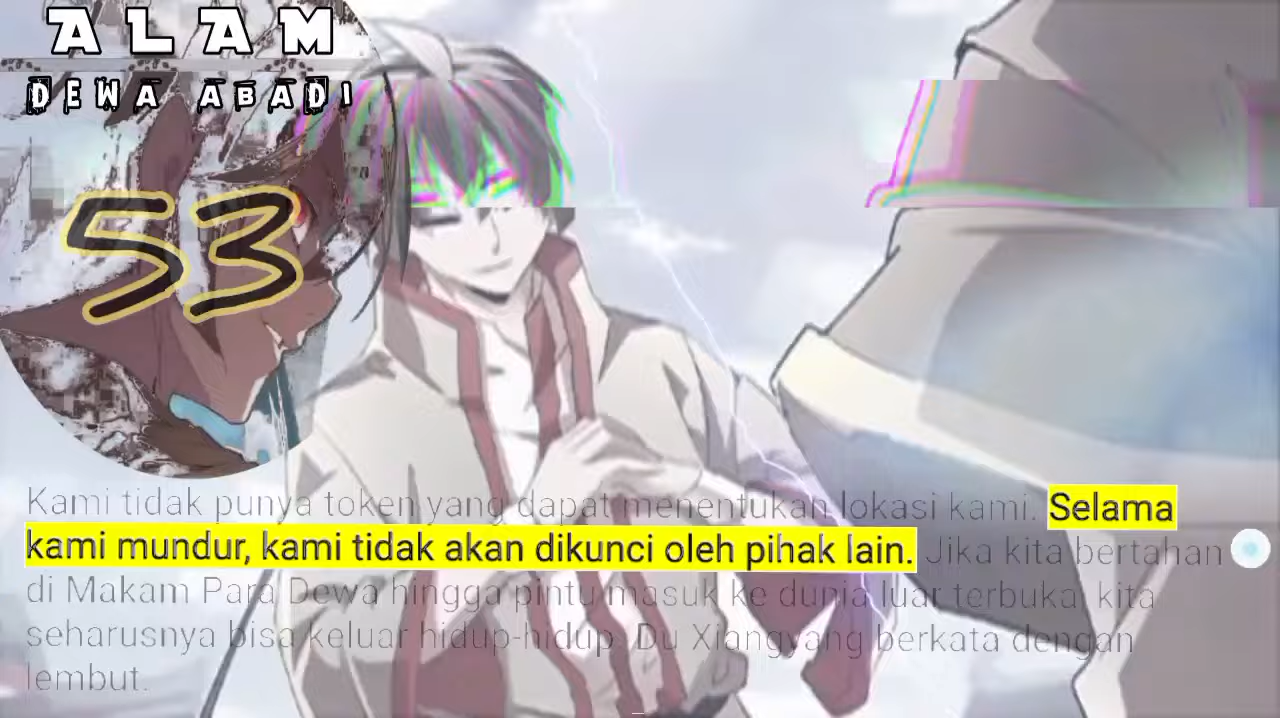 ALAM
DEWA ABADI
53
Kami tidak punya token yang dapat menentukan lokasi kami. Selama
kami mundur, kami tidak akan dikunci oleh pihak lain. Jika kita bertahan
di Makam Para Dewa hingga pintu masuk ke dunia luar terbuka, kita
seharusnya bisa keluar hidup-hidup. Du Xiangyang berkata dengan
lembut.